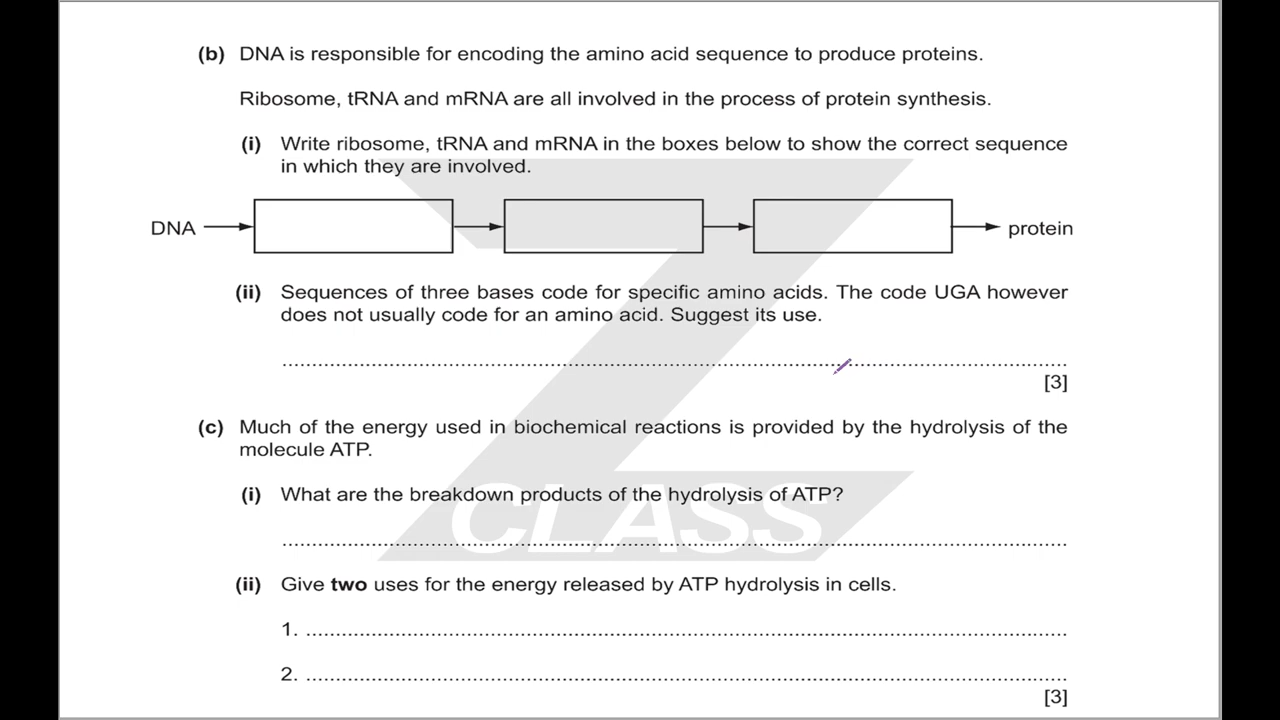 (b) DNA is responsible for encoding the amino acid sequence to produce proteins.
Ribosome, tRNA and mRNA are all involved in the process of protein synthesis.
(i) Write ribosome, tRNA and mRNA in the boxes below to show the correct sequence
in which they are involved.
DNA protein
(ii) Sequences of three bases code for specific amino acids. The code UGA however
does not usually code for an amino acid. Suggest its use.
[3]
(c) Much of the energy used in biochemical reactions is provided by the hydrolysis of the
molecule ATP.
(i) What are the breakdown products of the hydrolysis of ATP?
CLASS
(ii) Give two uses for the energy released by ATP hydrolysis in cells.
1.
2.
[3]